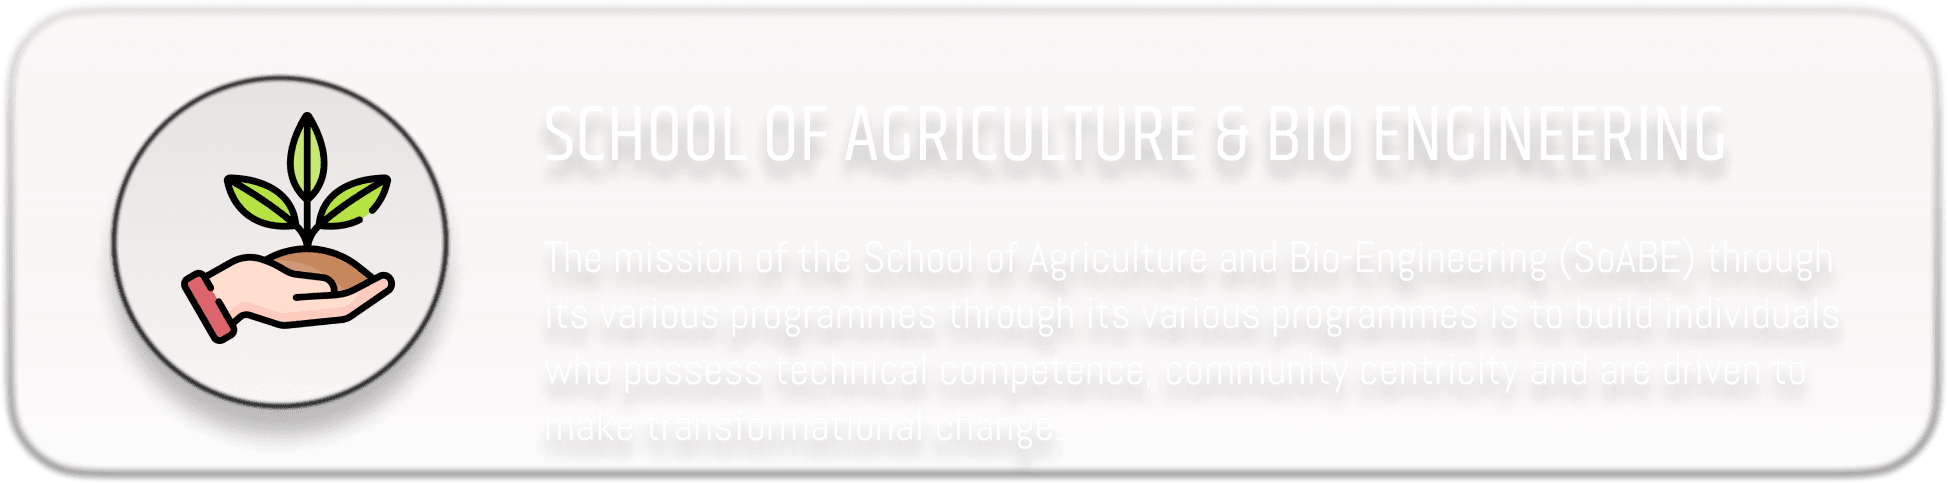 SCHOOL OF AGRICULTURE & BIO ENGINEERING
The mission of the School of Agriculture and Bio-Engineering (SoABE) through
its various programmes through its various programmes is to build individuals
who possess technical competence, community centricity and are driven to
make transformational change.